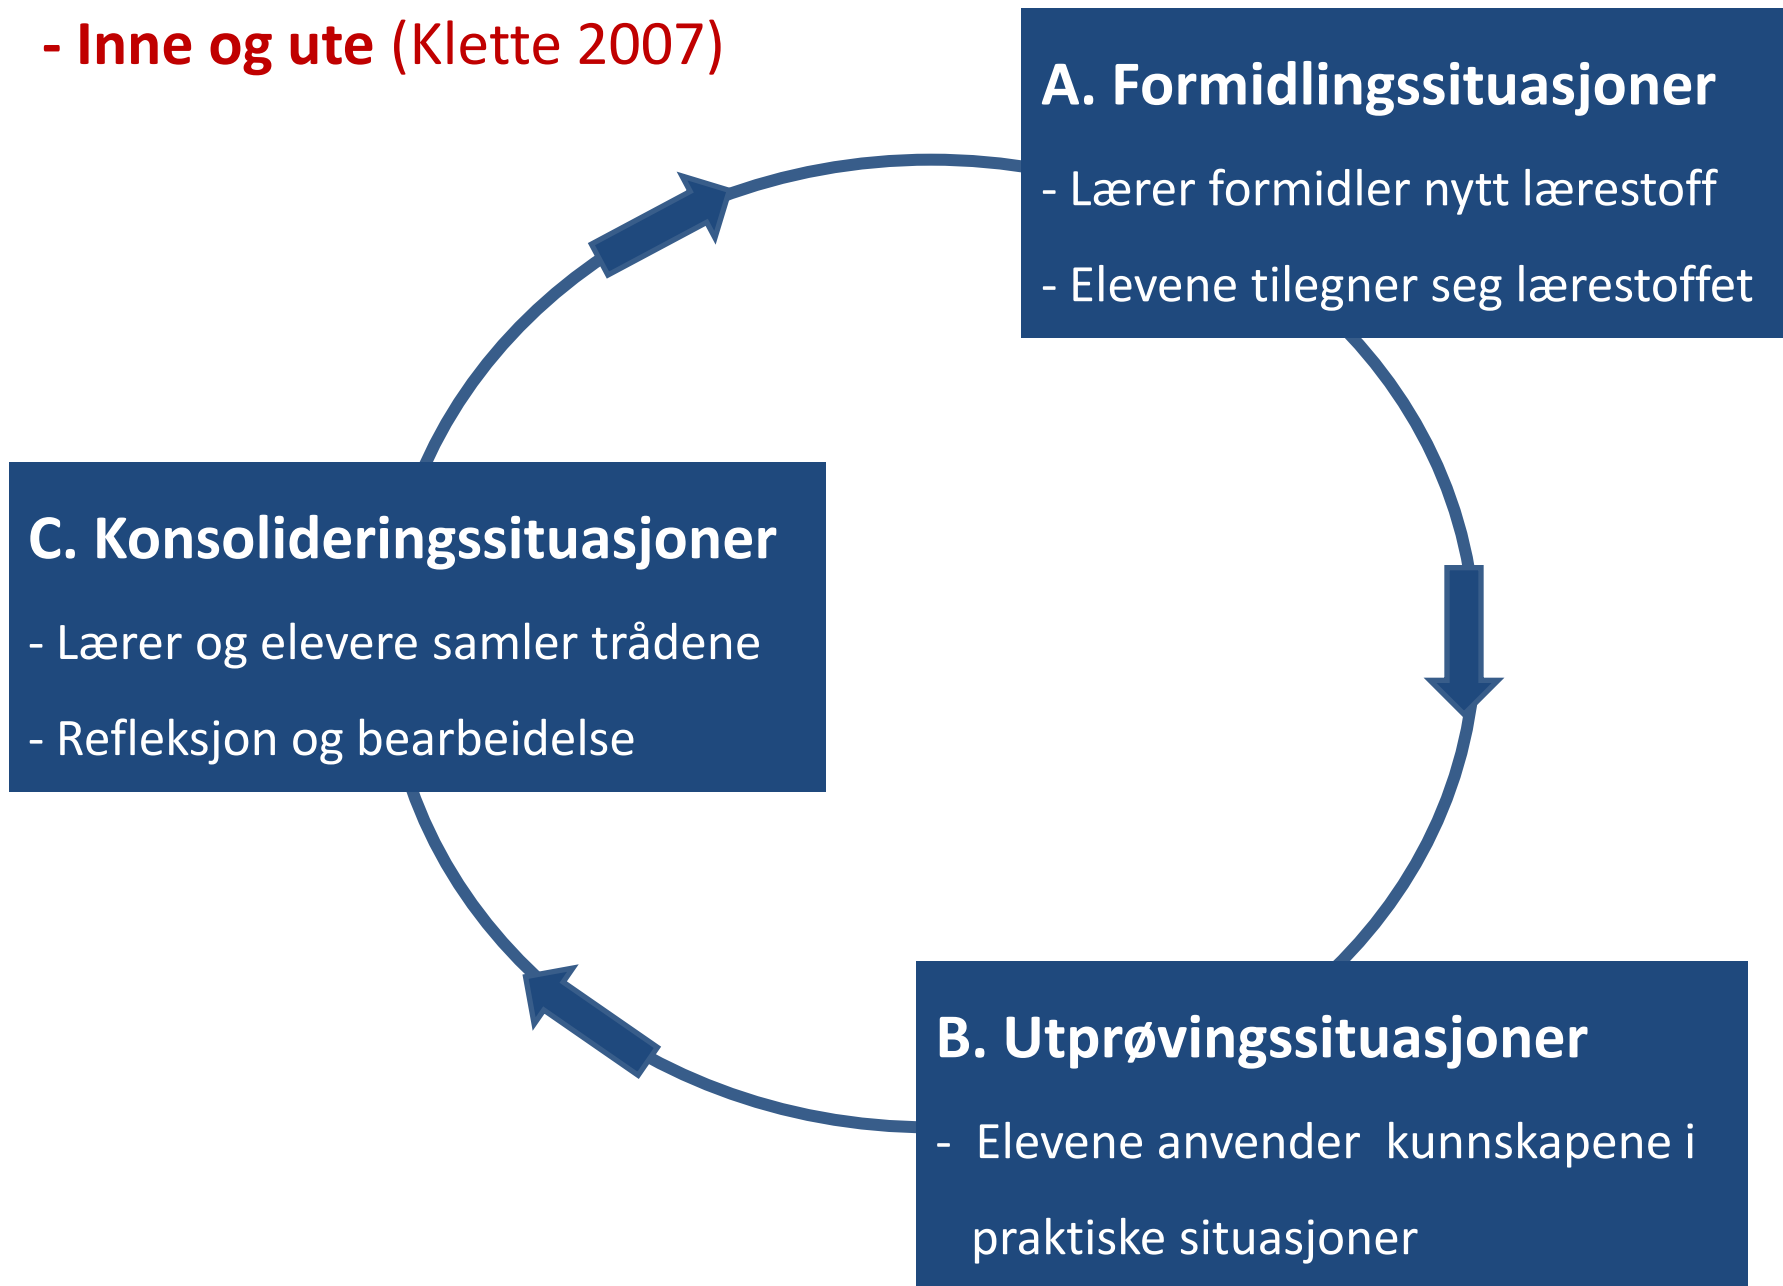 - Inne og ute (Klette 2007)
A. Formidlingssituasjoner
- Lærer formidler nytt lærestoff
- Elevene tilegner seg lærestoffet
B. Utprøvingssituasjoner
- Elevene anvender kunnskapene i
praktiske situasjoner
C. Konsolideringssituasjoner
- Lærer og elevere samler trådene
- Refleksjon og bearbeidelse